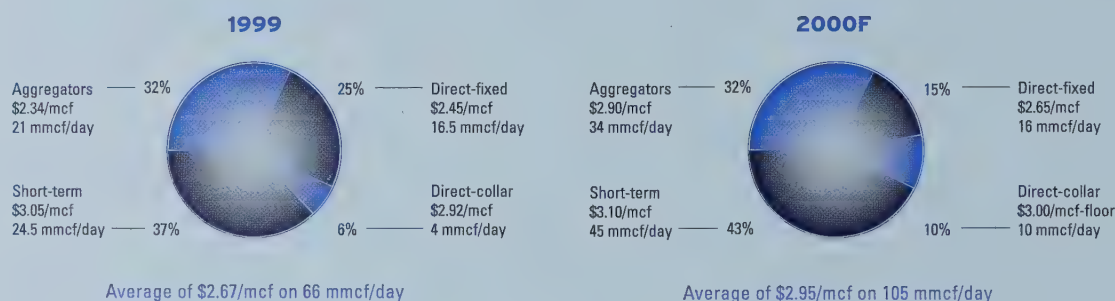 1999
Aggregators 32%
$2.34/mcf
21 mmcf/day
25% Direct-fixed
$2.45/mcf
16.5 mmcf/day
Short-term
$3.05/mcf
24.5 mmcf/day 37%
Direct-collar
$2.92/mcf
6% 4 mmcf/day
Average of $2.67/mcf on 66 mmcf/day
2000F
Aggregators 32%
$2.90/mcf
34 mmcf/day
15% Direct-fixed
$2.65/mcf
16 mmcf/day
Short-term
$3.10/mcf
45 mmcf/day 43%
Direct-collar
$3.00/mcf-floor
10% 10 mmcf/day
Average of $2.95/mcf on 105 mmcf/day